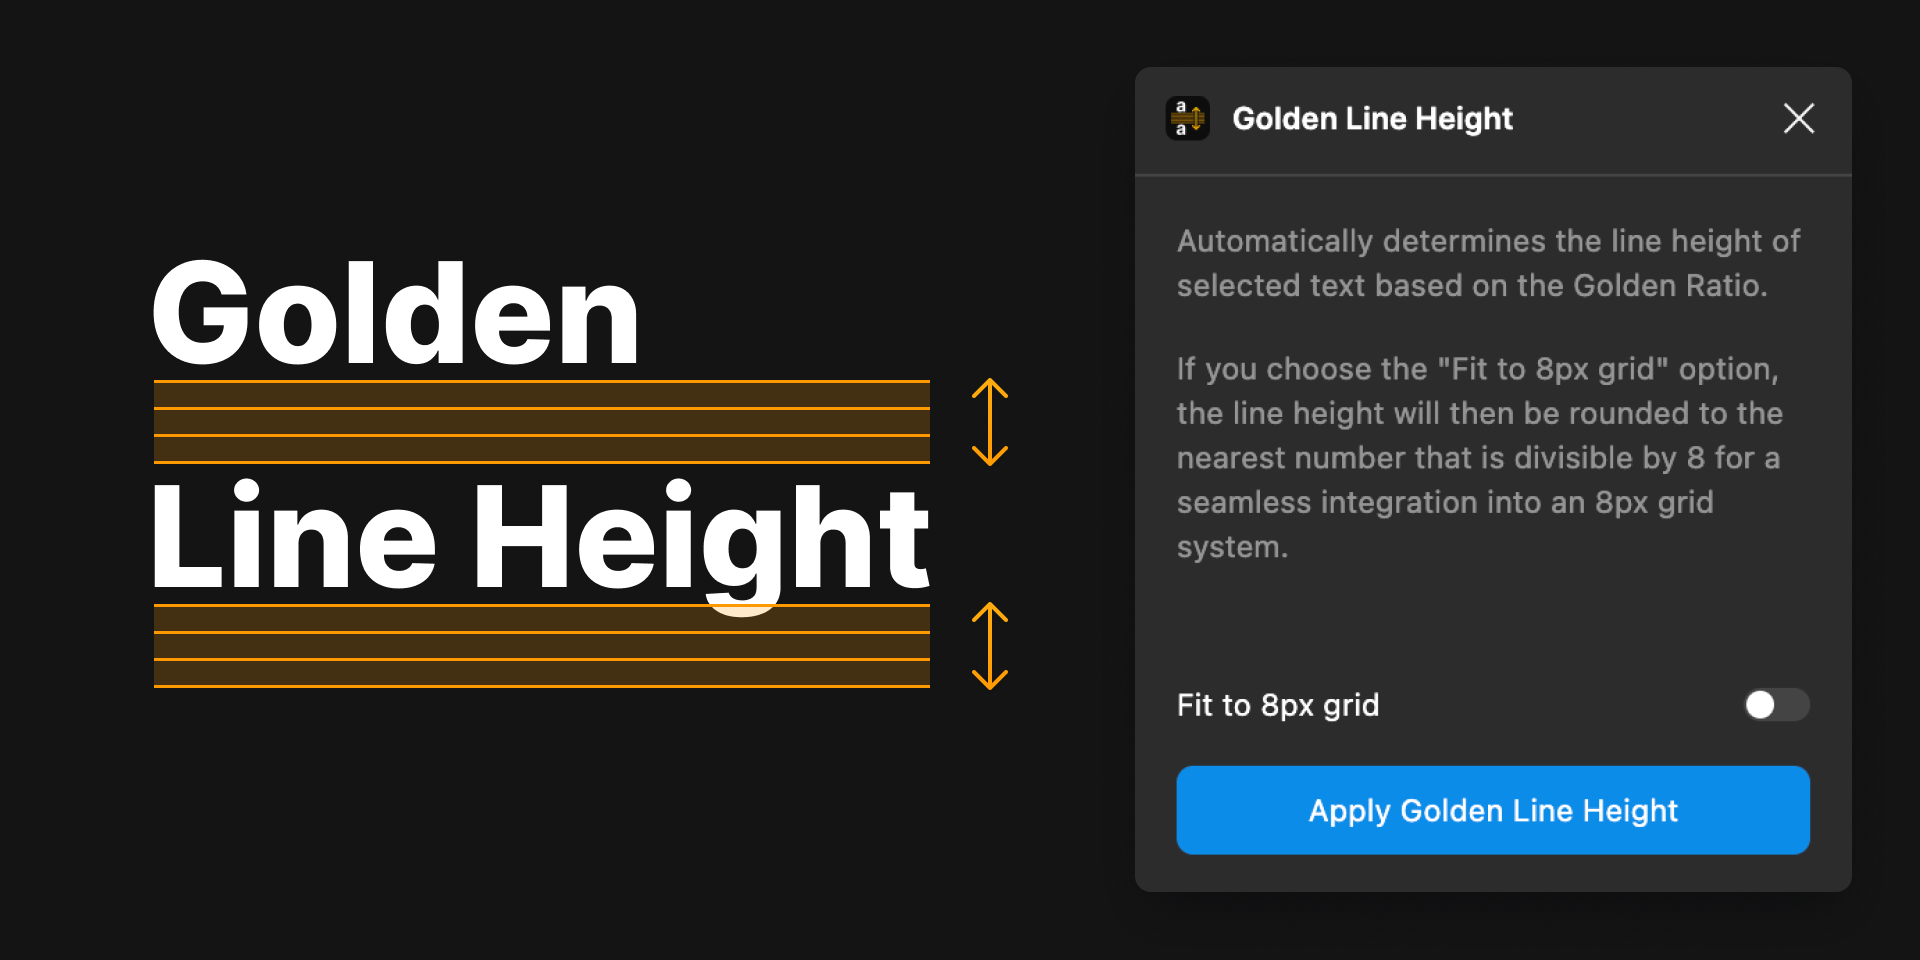 Golden
Line Height
a
a
Golden Line Height
Automatically determines the line height of
selected text based on the Golden Ratio.
If you choose the "Fit to 8px grid" option,
the line height will then be rounded to the
nearest number that is divisible by 8 for a
seamless integration into an 8px grid
system.
Fit to 8px grid
Apply Golden Line Height